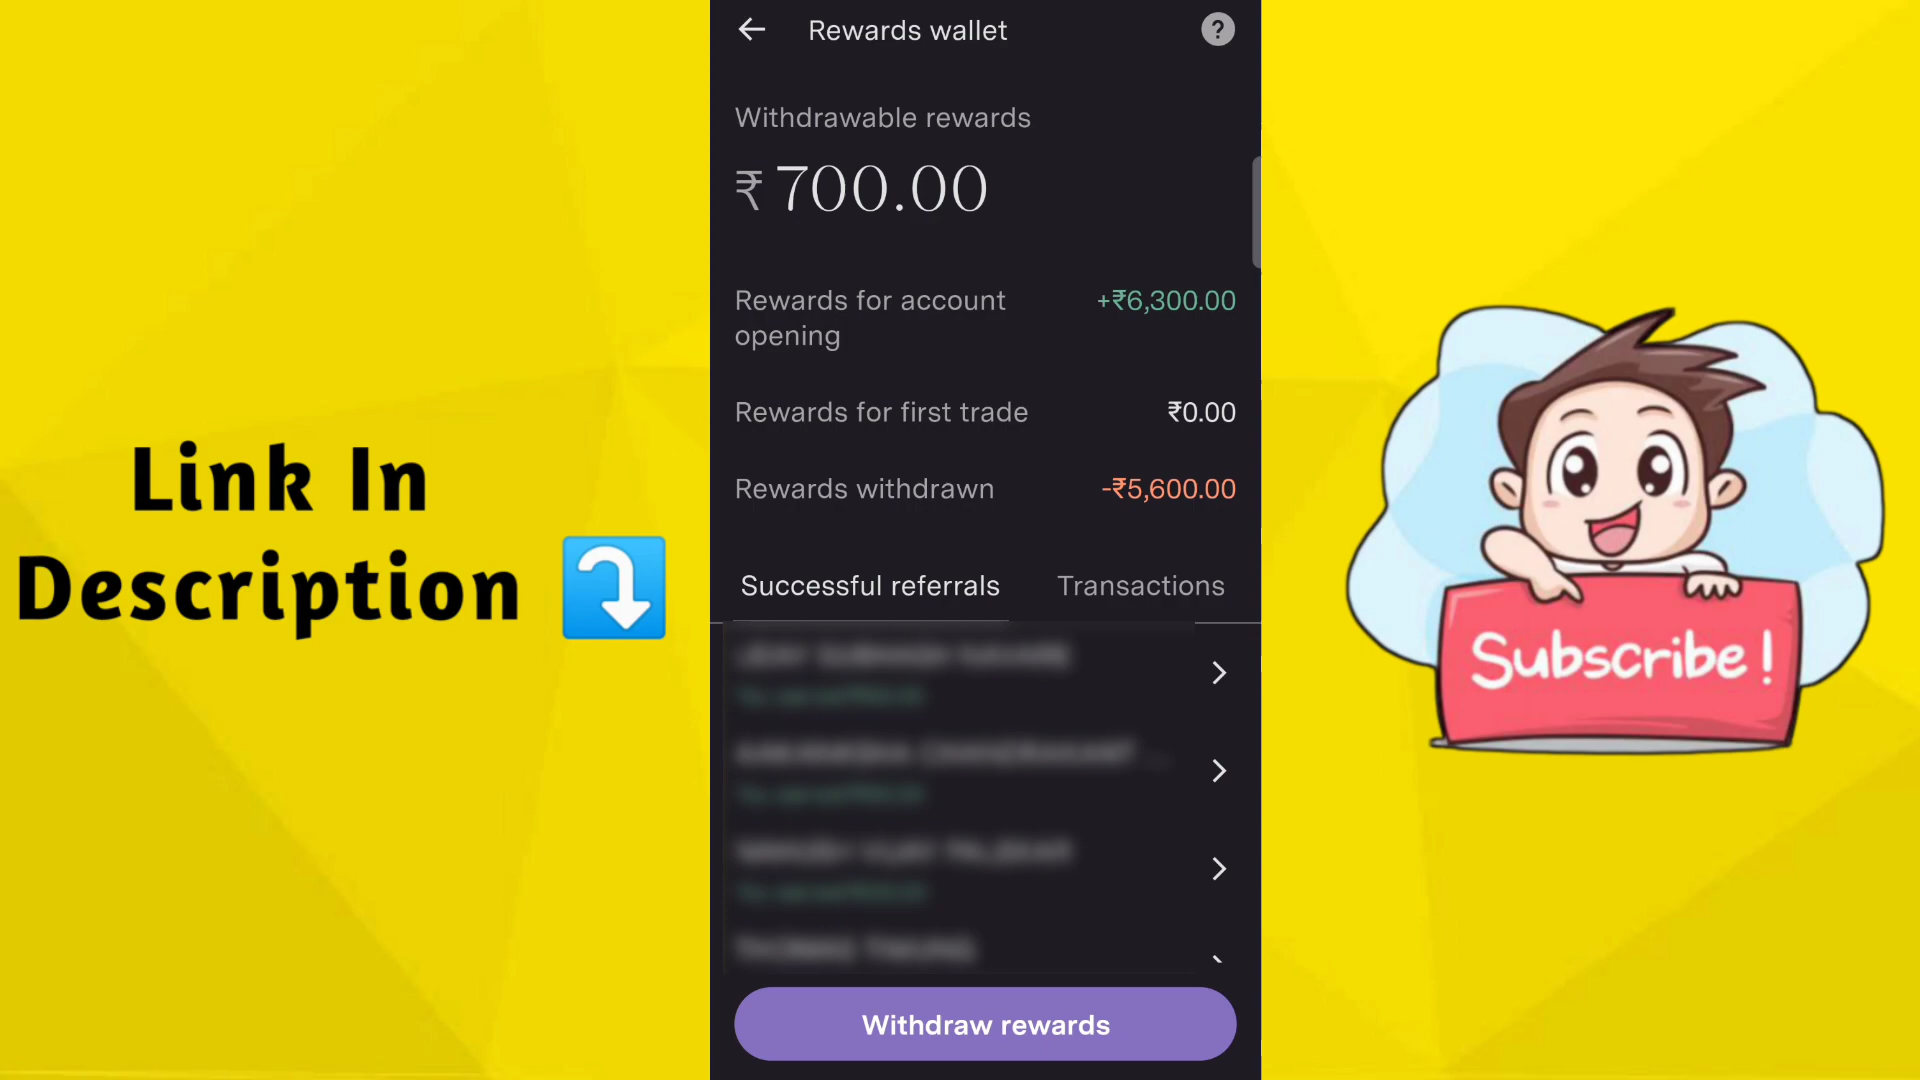 Rewards wallet
?
Withdrawable rewards
₹700.00
Rewards for account
opening
+₹6,300.00
Rewards for first trade
₹0.00
Rewards withdrawn
-₹5,600.00
Successful referrals
Transactions
Withdraw rewards
Link In
Description
Subscribe!